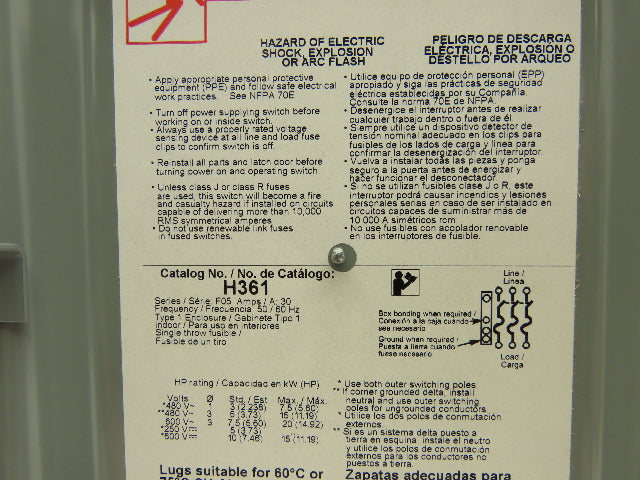 HAZARD OF ELECTRIC
SHOCK, EXPLOSION
OR ARC FLASH
• Apply appropriate personal protective
equipment (PPE) and follow safe electrical
work practices. See NFPA 70E
• Turn off power supplying switch before
working on or inside switch.
• Always use a properly rated voltage
sensing device at all line and load fuse
clips to confirm switch is off.
• Reinstall all parts and latch door before
turning power on and operating switch
• Unless class J or class R fuses
are used, this switch will become a fire
and casualty hazard if installed on circuits
capable of delivering more than 10,000
RMS symmetrical amperes
• Do not use renewable link fuses
in fused switches.
PELIGRO DE DESCARGA
ELÉCTRICA, EXPLOSIÓN O
DESTELLO POR ARQUEO
• Utilice equipo de protección personal (EPP)
apropiado y siga las prácticas de seguridad
eléctrica establecidas por su Compañía.
Consulte la norma 70E de NFPA.
• Desenergice el interruptor antes de realizar
cualquier trabajo dentro o fuera de él.
• Siempre utilice un dispositivo detector de
tensión nominal adecuado en los clips para
fusibles de los lados de carga y línea para
confirmar la desenergización del interruptor.
• Vuelva a instalar todas las piezas y ponga
seguro a la puerta antes de energizar y
hacer funcionar el desconectador.
• Si no se utilizan fusibles clase J o R, este
interruptor podrá causar incendios y lesiones
personales serias en caso de ser instalado en
circuitos capaces de suministrar más de
10 000 A simétricos rcm.
• No use fusibles con acoplador renovable
en los interruptores de fusible.
Catalog No. / No. de Catálogo:
H361
Series / Série: F05 Amps / A: 30
Frequency / Frecuencia 50 / 60 Hz
Type 1 Enclosure / Gabinete Tipo 1
Indoor / Para uso en interiores
Single throw fusible /
Fusible de un tiro
Line /
Línea
Box bonding when required /
Conexión a la caja cuando
sea necesario
Ground when required /
Puesta a tierra cuando
fuese necesario
Load /
Carga
HP rating / Capacidad en kW (HP)
Volts Ø Std. / Est Max. / Máx.
*480 V~ 1 3 (2.238) 7.5 (5.60)
**480 V~ 3 5 (3.73) 15 (11.19)
600 V~ 3 7.5 (5.60) 20 (14.92)
*250 V⎓ 5 (3.73)
*600 V⎓ 10 (7.46) 15 (11.19)
* Use both outer switching poles
** If corner grounded delta, install
neutral and use outer switching
poles for ungrounded conductors
* Utilice los dos polos de conmutación
externos.
** Si es un sistema delta puesto a
tierra en esquina, instale el neutro
y utilice los polos de conmutación
externos para los conductores no
puestos a tierra.
Lugs suitable for 60°C or
Zapatas adecuadas para